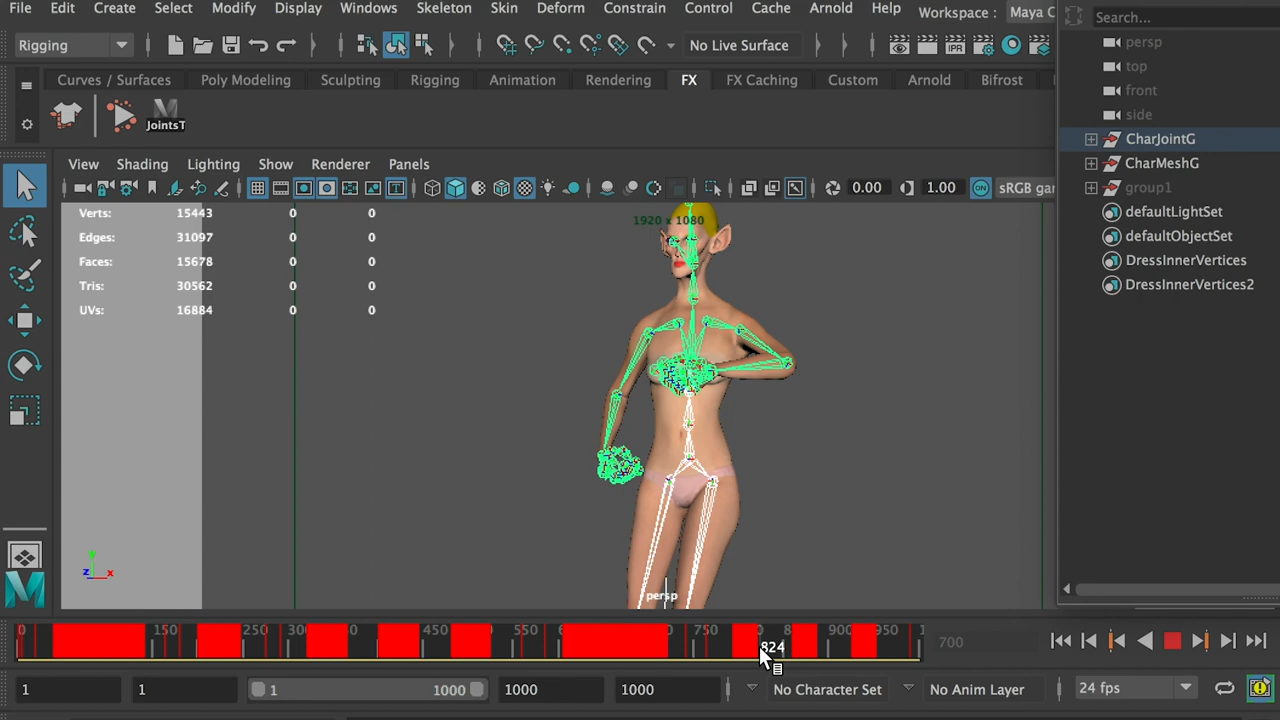 File Edit Create Select Modify Display Windows Skeleton Skin Deform Constrain Control Cache Arnold Help Workspace : Maya C
Search...
Rigging No Live Surface IPR
persp
top
Curves / Surfaces Poly Modeling Sculpting Rigging Animation Rendering FX FX Caching Custom Arnold Bifrost
front
side
JointsT
CharJointG
View Shading Lighting Show Renderer Panels
CharMeshG
0.00 1.00 ON sRGB gar
group1
Verts: 15443 0 0
1920 x 1080
defaultLightSet
Edges: 31097 0 0
defaultObjectSet
Faces: 15678 0 0
DressInnerVertices
Tris: 30562 0 0
DressInnerVertices2
UVs: 16884 0 0
y
z x
persp
150 250 300 450 550 750 900 950
824
700
1 1 1 1000 1000 1000 No Character Set No Anim Layer 24 fps